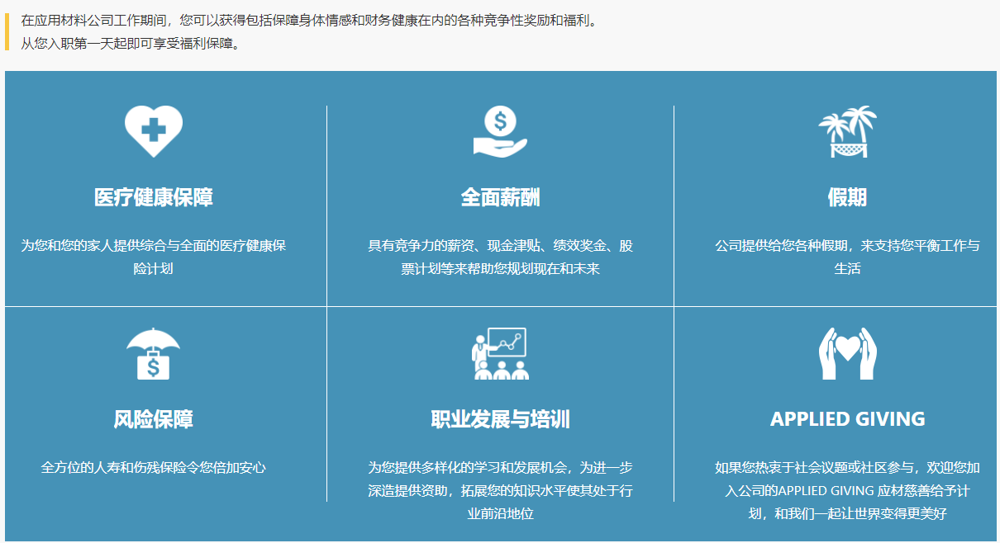 在应用材料公司工作期间，您可以获得包括保障身体情感和财务健康在内的各种竞争性奖励和福利。
从您入职第一天起即可享受福利保障。
医疗健康保障
为您和您的家人提供综合与全面的医疗健康保
险计划
全面薪酬
具有竞争力的薪资、现金津贴、绩效奖金、股
票计划等来帮助您规划现在和未来
假期
公司提供给您各种假期，来支持您平衡工作与
生活
风险保障
全方位的人寿和伤残保险令您倍加安心
职业发展与培训
为您提供多样化的学习和发展机会，为进一步
深造提供资助，拓展您的知识水平使其处于行
业前沿地位
APPLIED GIVING
如果您热衷于社会议题或社区参与，欢迎您加
入公司的APPLIED GIVING 应材慈善给予计
划，和我们一起让世界变得更美好